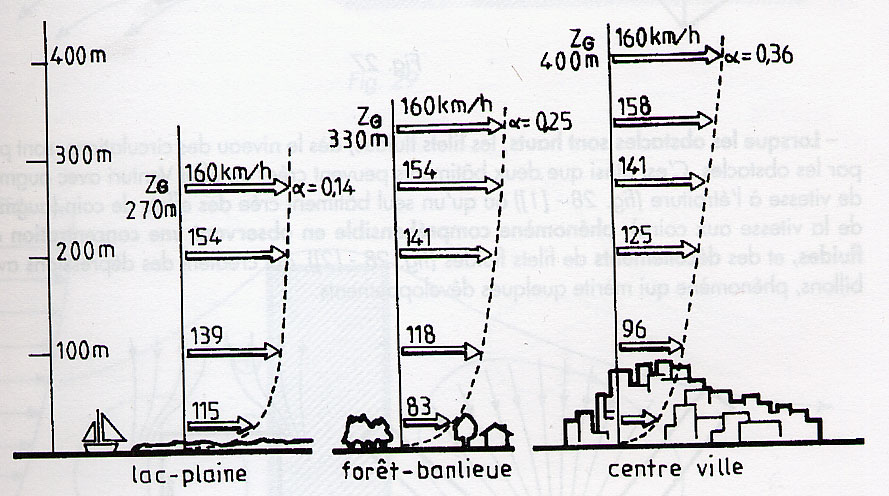 400m
300m
200m
100m
ZG
270m
160km/h
α=0,14
154
139
115
lac-plaine
ZG
330m
160km/h
α=0,25
154
141
118
83
forêt-banlieue
ZG
400m
160km/h
α=0,36
158
141
125
96
centre ville